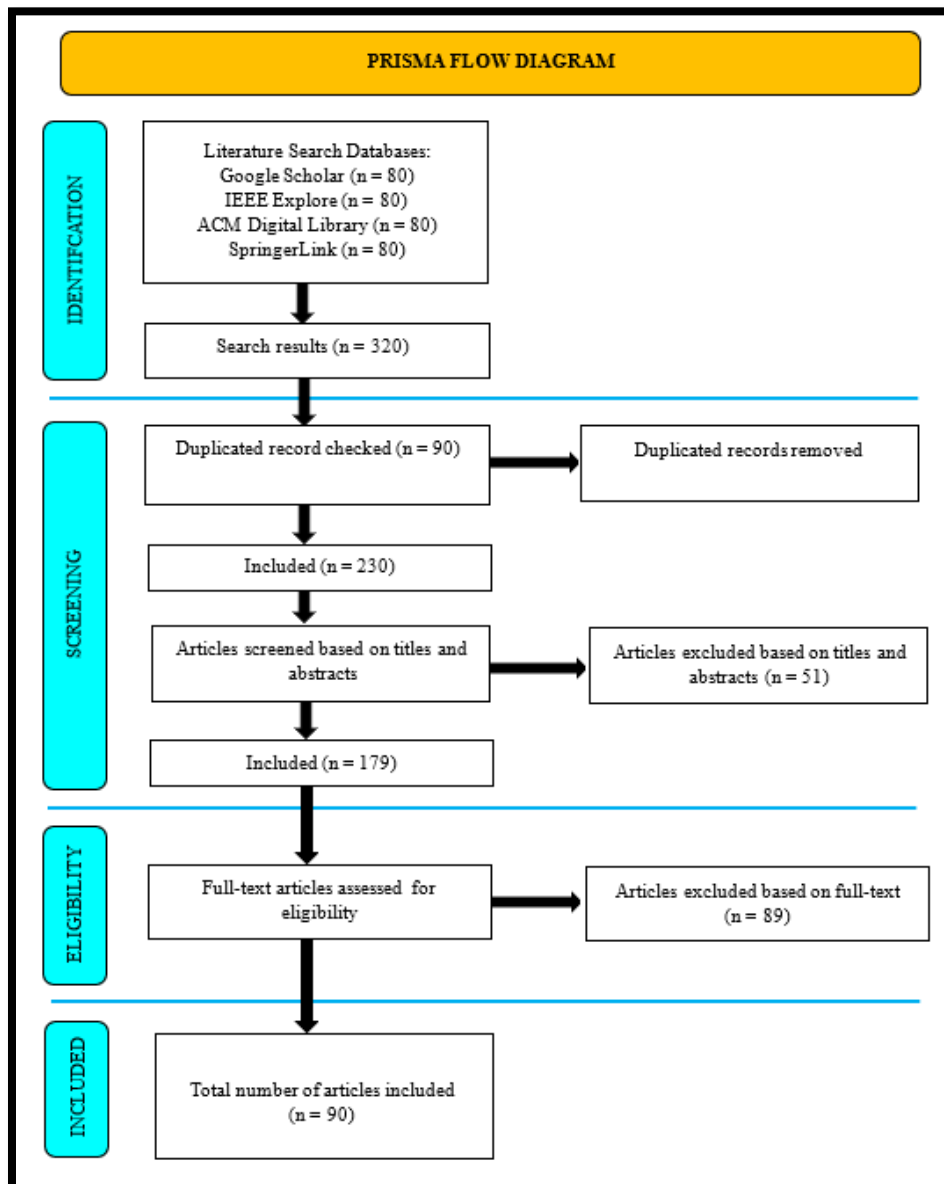 PRISMA FLOW DIAGRAM
IDENTIFCATION
Literature Search Databases:
Google Scholar (n = 80)
IEEE Explore (n = 80)
ACM Digital Library (n = 80)
SpringerLink (n = 80)
Search results (n = 320)
SCREENING
Duplicated record checked (n = 90)
Duplicated records removed
Included (n = 230)
Articles screened based on titles and
abstracts
Articles excluded based on titles and
abstracts (n = 51)
Included (n = 179)
ELIGIBILITY
Full-text articles assessed for
eligibility
Articles excluded based on full-text
(n = 89)
INCLUDED
Total number of articles included
(n = 90)